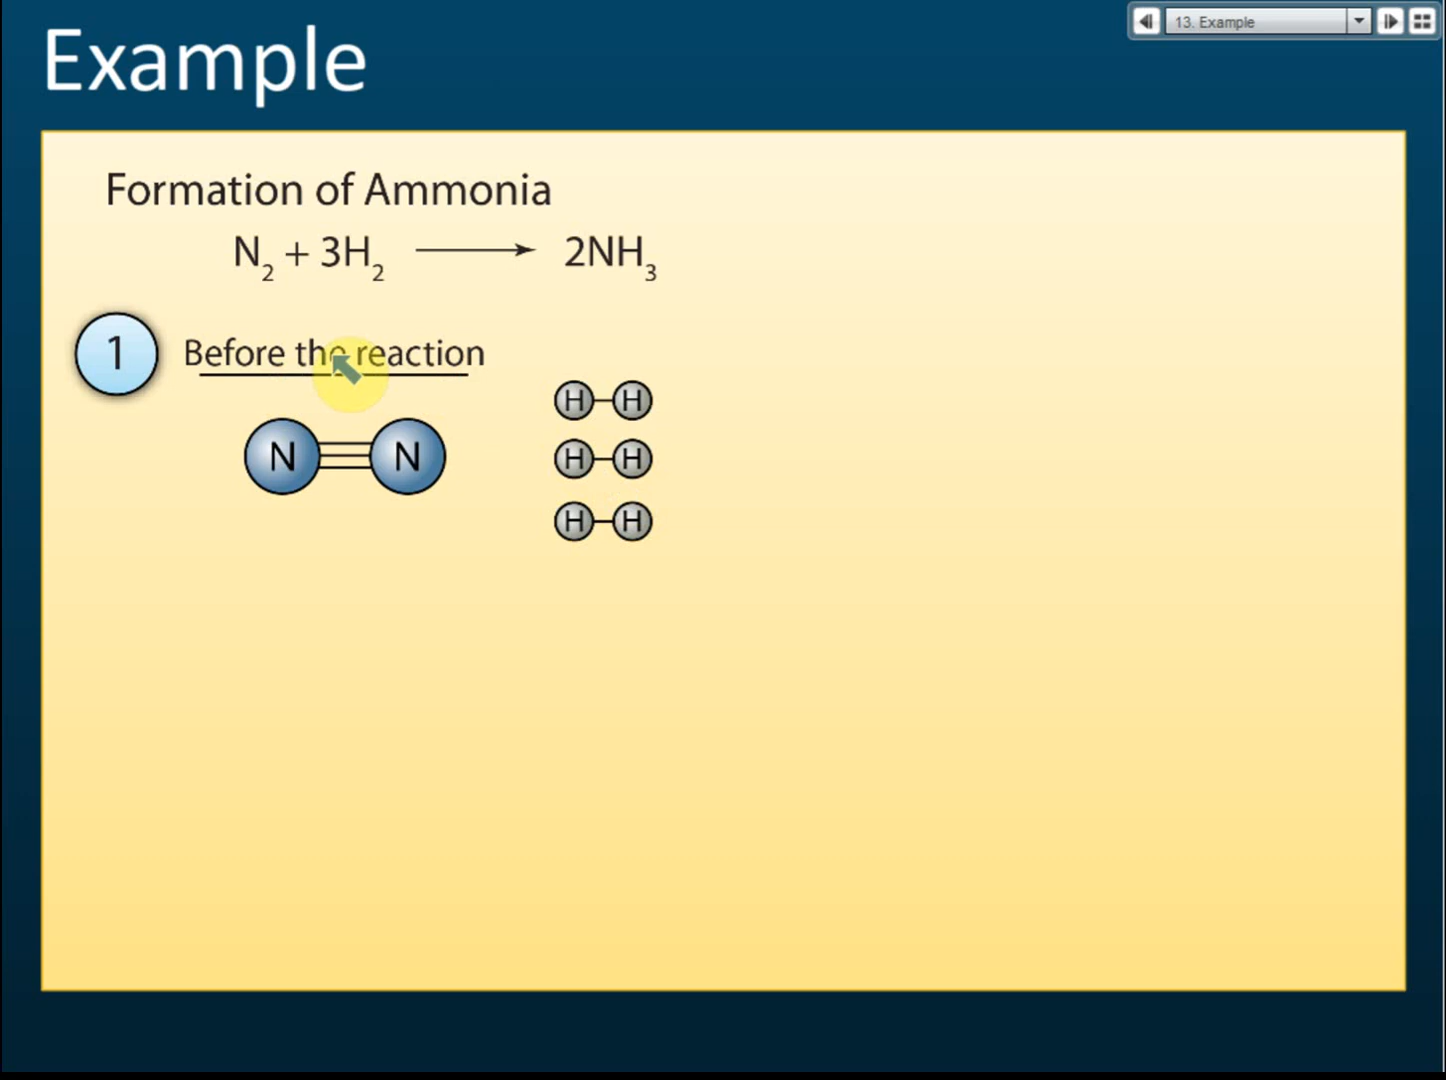 Example
13. Example
Formation of Ammonia
N₂ + 3H₂ ⟶ 2NH₃
1
Before the reaction
N N
H H
H H
H H